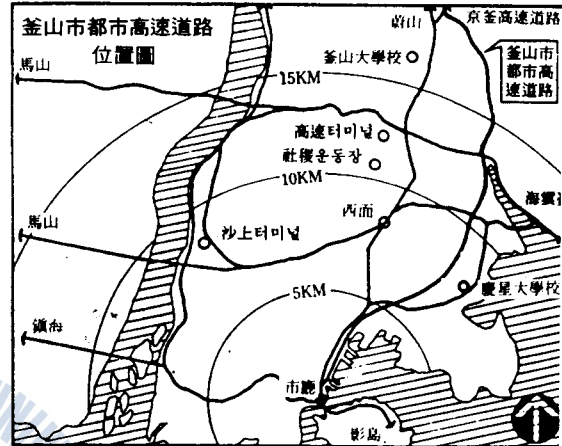 釜山市都市高速道路
位置圖
蔚山
京釜高速道路
釜山大學校
釜山市
都市高
速道路
馬山
15KM
高速터미널
社稷운동장
10KM
海雲臺
西面
馬山
沙上터미널
慶星大學校
5KM
鎭海
市廳
影島